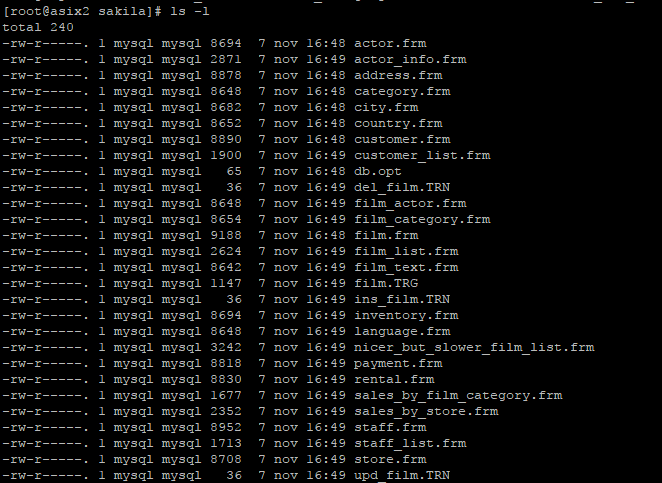 [root@asix2 sakila]# ls -l
total 240
-rw-r-----. 1 mysql mysql 8694  7 nov 16:48 actor.frm
-rw-r-----. 1 mysql mysql 2871  7 nov 16:49 actor_info.frm
-rw-r-----. 1 mysql mysql 8878  7 nov 16:48 address.frm
-rw-r-----. 1 mysql mysql 8648  7 nov 16:48 category.frm
-rw-r-----. 1 mysql mysql 8682  7 nov 16:48 city.frm
-rw-r-----. 1 mysql mysql 8652  7 nov 16:48 country.frm
-rw-r-----. 1 mysql mysql 8890  7 nov 16:48 customer.frm
-rw-r-----. 1 mysql mysql 1900  7 nov 16:49 customer_list.frm
-rw-r-----. 1 mysql mysql   65  7 nov 16:48 db.opt
-rw-r-----. 1 mysql mysql   36  7 nov 16:49 del_film.TRN
-rw-r-----. 1 mysql mysql 8648  7 nov 16:49 film_actor.frm
-rw-r-----. 1 mysql mysql 8654  7 nov 16:49 film_category.frm
-rw-r-----. 1 mysql mysql 9188  7 nov 16:48 film.frm
-rw-r-----. 1 mysql mysql 2624  7 nov 16:49 film_list.frm
-rw-r-----. 1 mysql mysql 8642  7 nov 16:49 film_text.frm
-rw-r-----. 1 mysql mysql 1147  7 nov 16:49 film.TRG
-rw-r-----. 1 mysql mysql   36  7 nov 16:49 ins_film.TRN
-rw-r-----. 1 mysql mysql 8694  7 nov 16:49 inventory.frm
-rw-r-----. 1 mysql mysql 8648  7 nov 16:49 language.frm
-rw-r-----. 1 mysql mysql 3242  7 nov 16:49 nicer_but_slower_film_list.frm
-rw-r-----. 1 mysql mysql 8818  7 nov 16:49 payment.frm
-rw-r-----. 1 mysql mysql 8830  7 nov 16:49 rental.frm
-rw-r-----. 1 mysql mysql 1677  7 nov 16:49 sales_by_film_category.frm
-rw-r-----. 1 mysql mysql 2352  7 nov 16:49 sales_by_store.frm
-rw-r-----. 1 mysql mysql 8952  7 nov 16:49 staff.frm
-rw-r-----. 1 mysql mysql 1713  7 nov 16:49 staff_list.frm
-rw-r-----. 1 mysql mysql 8708  7 nov 16:49 store.frm
-rw-r-----. 1 mysql mysql   36  7 nov 16:49 upd_film.TRN